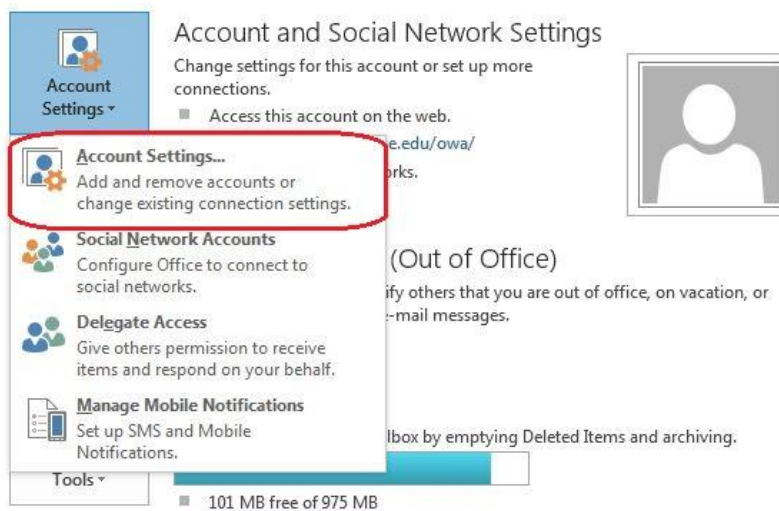 Account
Settings
Account and Social Network Settings
Change settings for this account or set up more
connections.
Access this account on the web.
e.edu/owa/
Account Settings...
Add and remove accounts or
change existing connection settings.
Social Network Accounts
Configure Office to connect to
social networks.
(Out of Office)
others that you are out of office, on vacation, or
Delegate Access
e-mail messages.
Give others permission to receive
items and respond on your behalf.
Manage Mobile Notifications
Set up SMS and Mobile
Notifications.
by emptying Deleted Items and archiving.
Tools
101 MB free of 975 MB